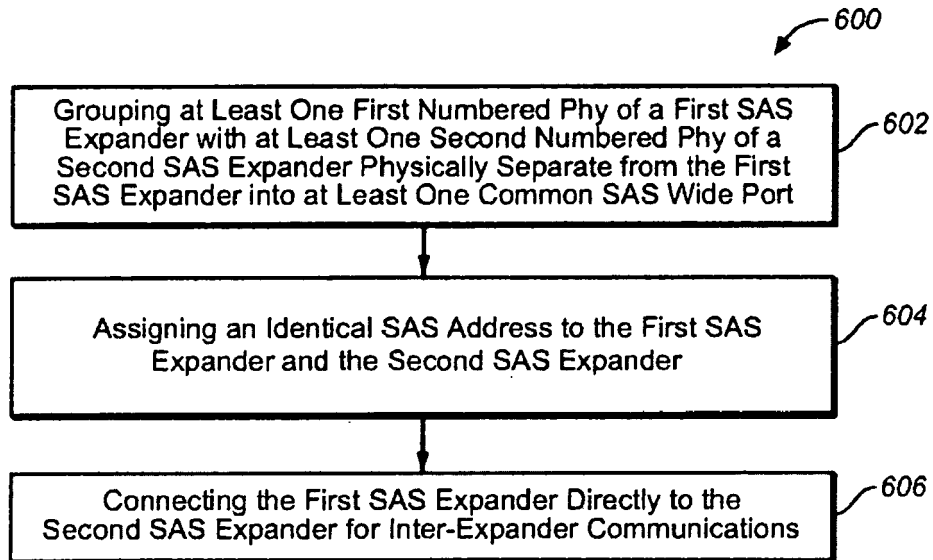 600
Grouping at Least One First Numbered Phy of a First SAS
Expander with at Least One Second Numbered Phy of a
Second SAS Expander Physically Separate from the First
SAS Expander into at Least One Common SAS Wide Port
602
Assigning an Identical SAS Address to the First SAS
Expander and the Second SAS Expander
604
Connecting the First SAS Expander Directly to the
Second SAS Expander for Inter-Expander Communications
606